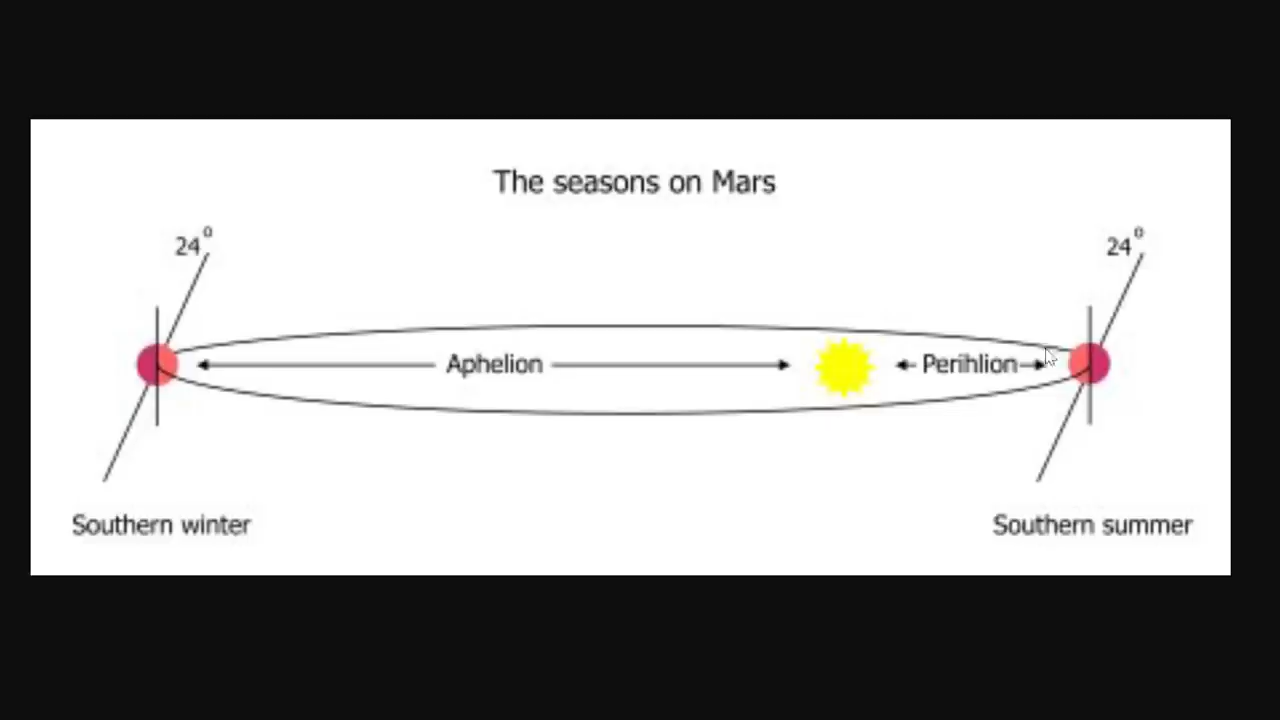 The seasons on Mars
24°
24°
Aphelion
Perihlion
Southern winter
Southern summer